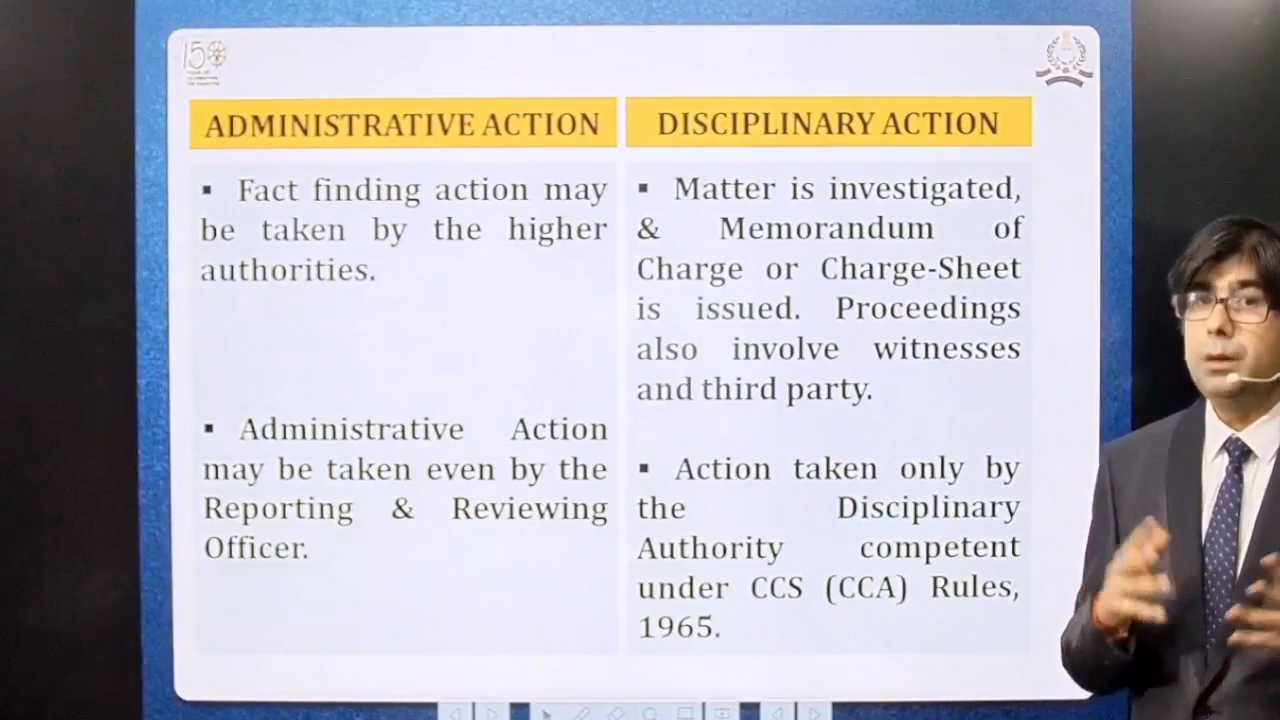 150
ADMINISTRATIVE ACTION
▪ Fact finding action may
be taken by the higher
authorities.
▪ Administrative Action
may be taken even by the
Reporting & Reviewing
Officer.
DISCIPLINARY ACTION
▪ Matter is investigated,
& Memorandum of
Charge or Charge-Sheet
is issued. Proceedings
also involve witnesses
and third party.
▪ Action taken only by
the Disciplinary
Authority competent
under CCS (CCA) Rules,
1965.